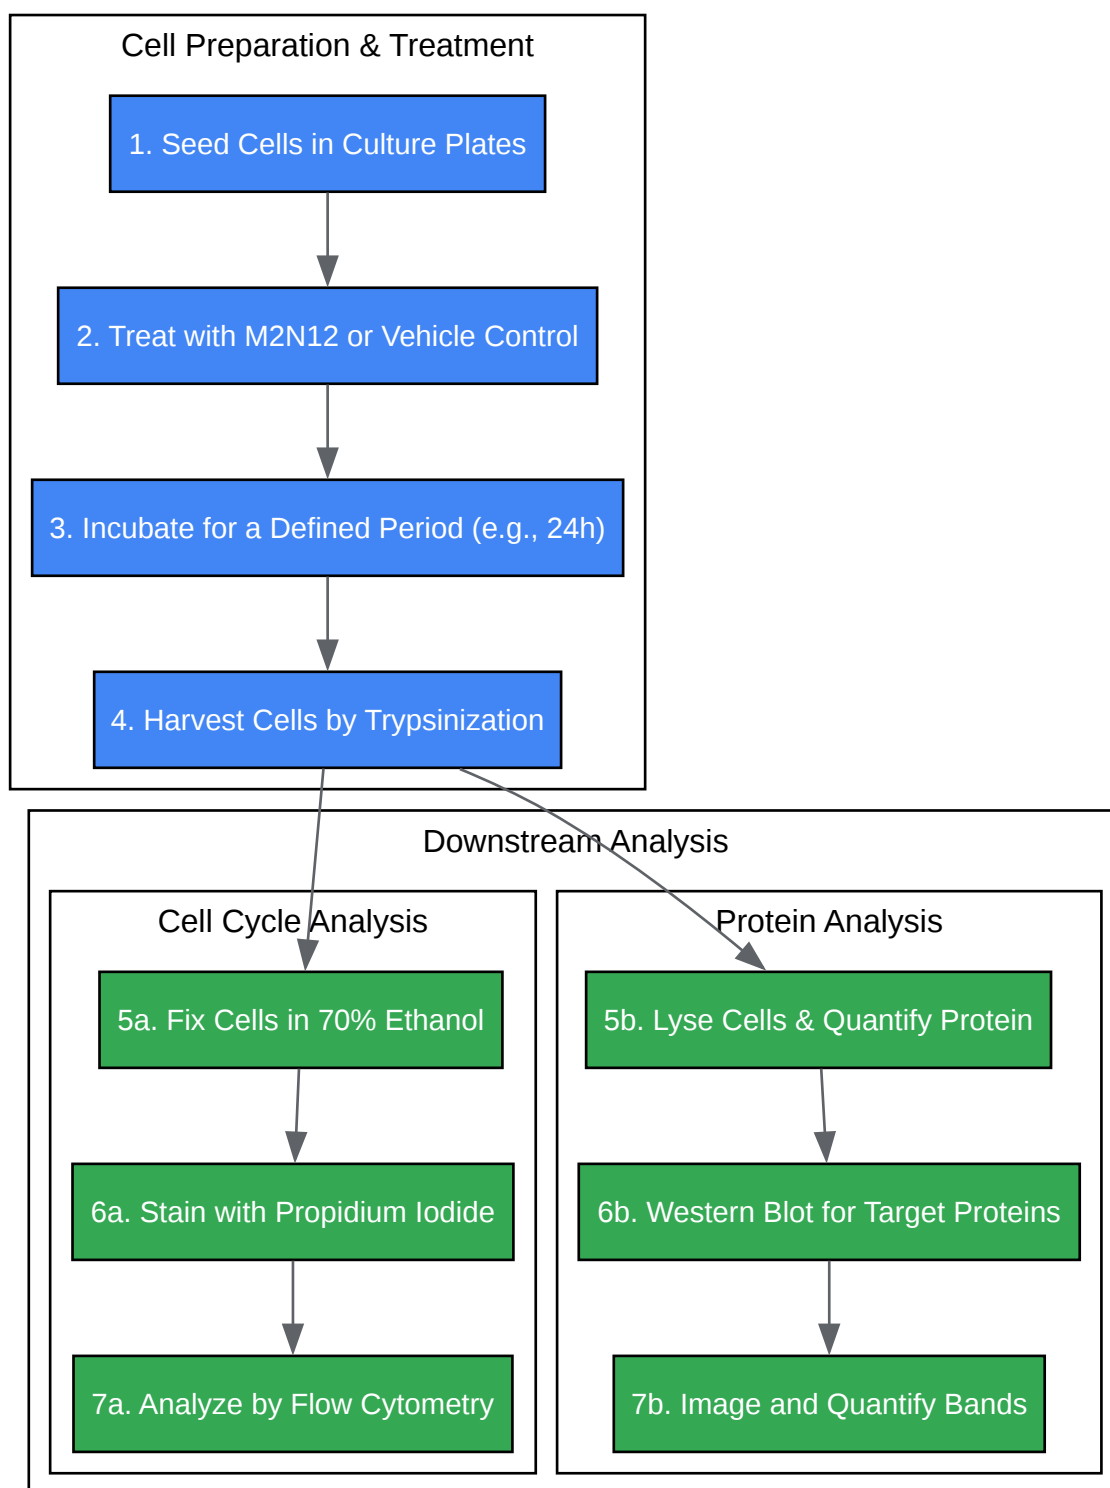 Cell Preparation & Treatment
1. Seed Cells in Culture Plates
2. Treat with M2N12 or Vehicle Control
3. Incubate for a Defined Period (e.g., 24h)
4. Harvest Cells by Trypsinization
Downstream Analysis
Cell Cycle Analysis
5a. Fix Cells in 70% Ethanol
6a. Stain with Propidium Iodide
7a. Analyze by Flow Cytometry
Protein Analysis
5b. Lyse Cells & Quantify Protein
6b. Western Blot for Target Proteins
7b. Image and Quantify Bands